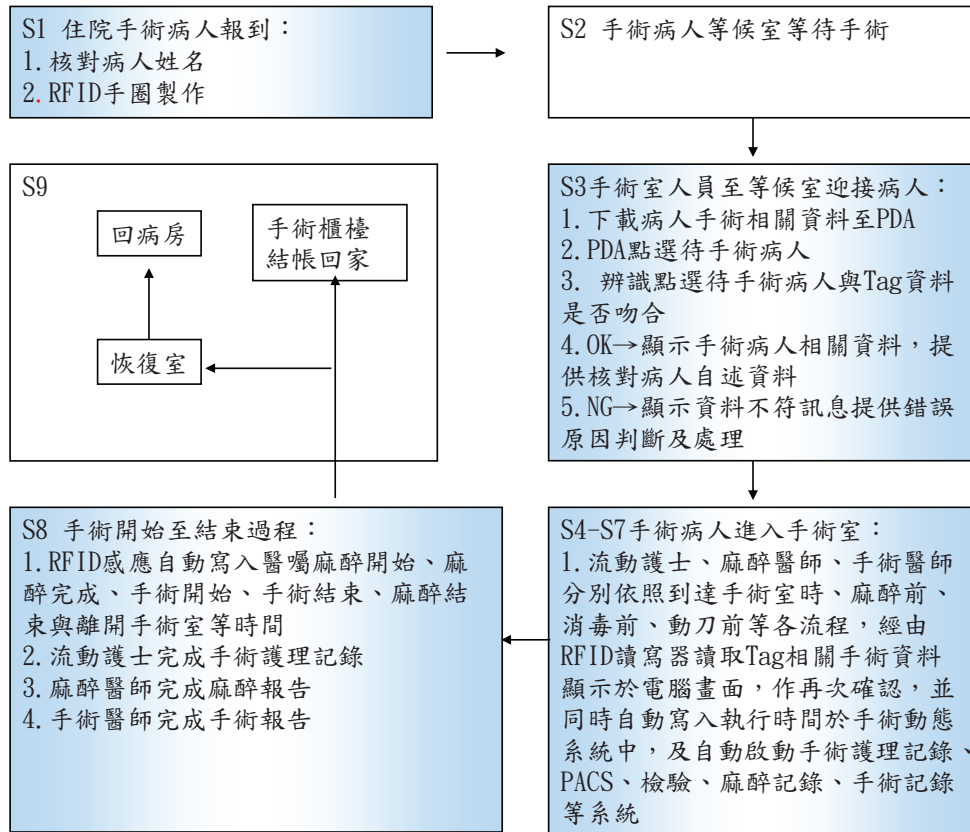 S1 住院手術病人報到：
1.核對病人姓名
2.RFID手圈製作
S2 手術病人等候室等待手術
S3手術室人員至等候室迎接病人：
1.下載病人手術相關資料至PDA
2.PDA點選待手術病人
3. 辨識點選待手術病人與Tag資料
是否吻合
4.OK→顯示手術病人相關資料，提
供核對病人自述資料
5.NG→顯示資料不符訊息提供錯誤
原因判斷及處理
S4-S7手術病人進入手術室：
1.流動護士、麻醉醫師、手術醫師
分別依照到達手術室時、麻醉前、
消毒前、動刀前等各流程，經由
RFID讀寫器讀取Tag相關手術資料
顯示於電腦畫面，作再次確認，並
同時自動寫入執行時間於手術動態
系統中，及自動啟動手術護理記錄、
PACS、檢驗、麻醉記錄、手術記錄
等系統
S8 手術開始至結束過程：
1.RFID感應自動寫入醫囑麻醉開始、麻
醉完成、手術開始、手術結束、麻醉結
束與離開手術室等時間
2.流動護士完成手術護理記錄
3.麻醉醫師完成麻醉報告
4.手術醫師完成手術報告
S9
回病房
手術櫃檯
結帳回家
恢復室